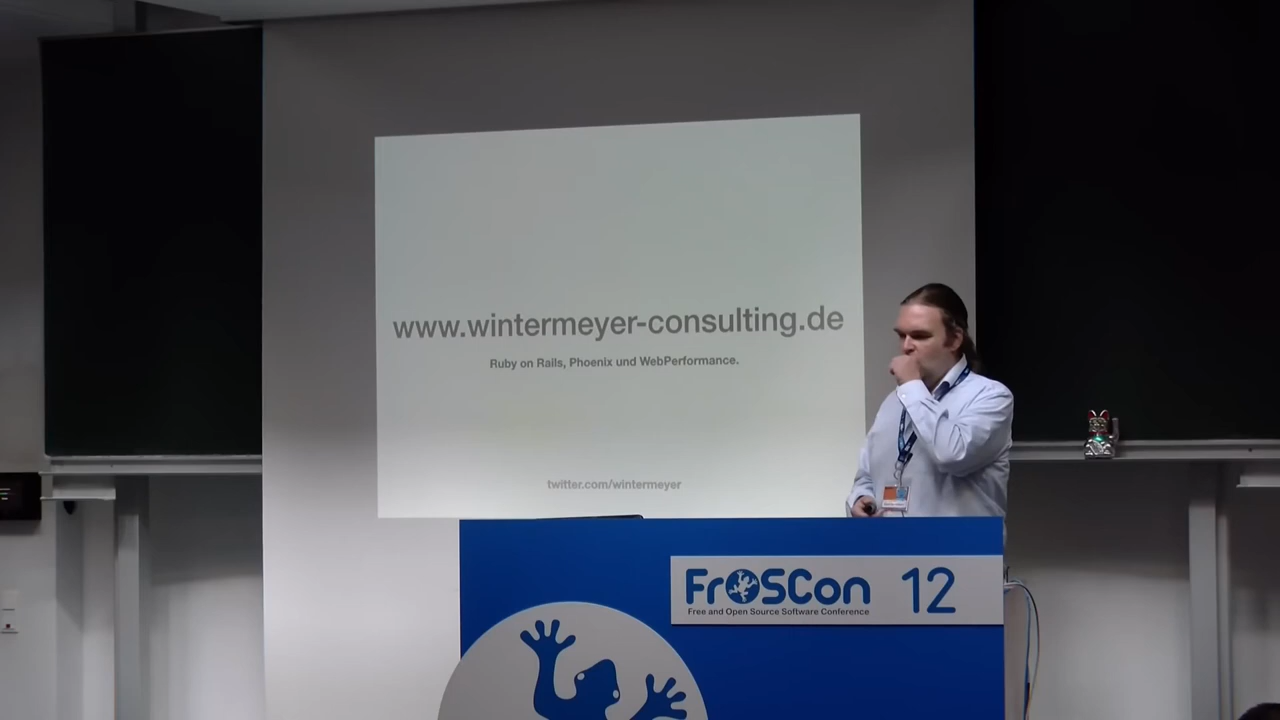 www.wintermeyer-consulting.de
Ruby on Rails, Phoenix und WebPerformance.
twitter.com/wintermeyer
FrOSCon 12
Free and Open Source Software Conference